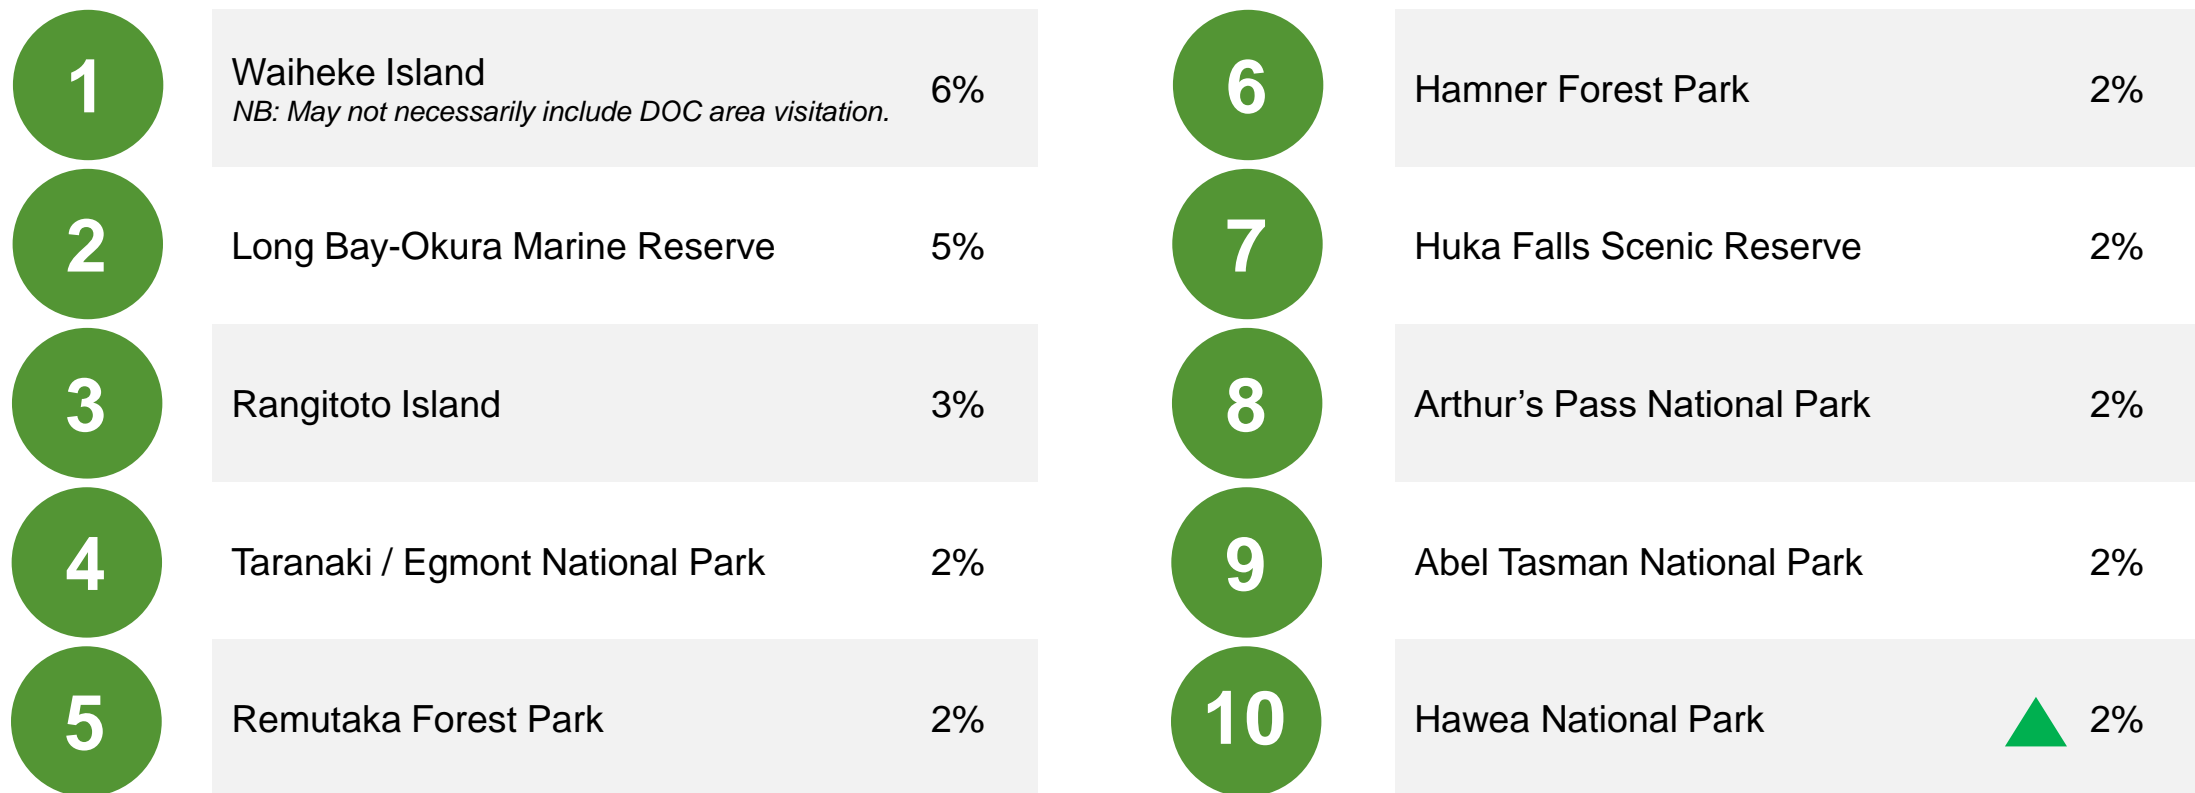 1
Waiheke Island
NB: May not necessarily include DOC area visitation.
6%
2
Long Bay-Okura Marine Reserve
5%
3
Rangitoto Island
3%
4
Taranaki / Egmont National Park
2%
5
Remutaka Forest Park
2%
6
Hamner Forest Park
2%
7
Huka Falls Scenic Reserve
2%
8
Arthur’s Pass National Park
2%
9
Abel Tasman National Park
2%
10
Hawea National Park
2%